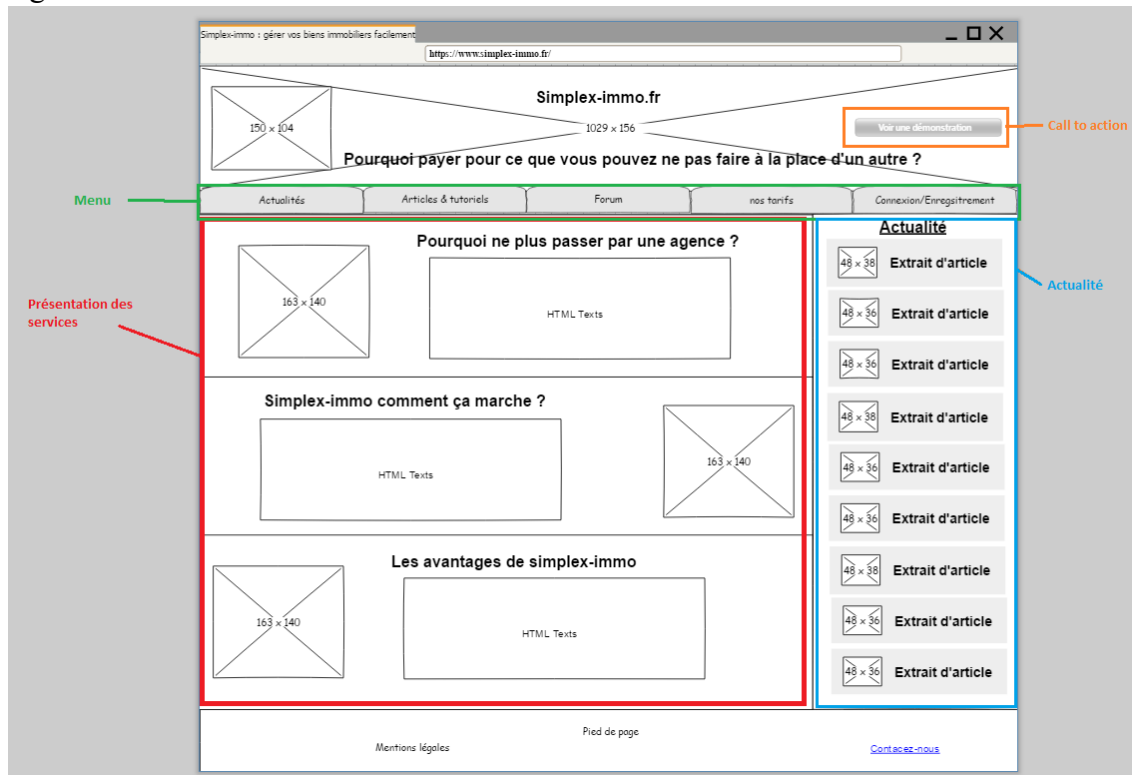 Simplex-immo : gérer vos biens immobiliers facilement
https://www.simplex-immo.fr/
Simplex-immo.fr
150 x 104
1029 x 156
Voir une démonstration
Call to action
Pourquoi payer pour ce que vous pouvez ne pas faire à la place d'un autre ?
Menu
Actualités
Articles & tutoriels
Forum
nos tarifs
Connexion/Enregsitrement
Pourquoi ne plus passer par une agence ?
163 x 140
HTML Texts
Présentation des
services
Simplex-immo comment ça marche ?
HTML Texts
163 x 140
Les avantages de simplex-immo
163 x 140
HTML Texts
Actualité
48 x 38 Extrait d'article
48 x 36 Extrait d'article
48 x 36 Extrait d'article
48 x 38 Extrait d'article
48 x 36 Extrait d'article
48 x 36 Extrait d'article
48 x 38 Extrait d'article
48 x 36 Extrait d'article
48 x 36 Extrait d'article
Actualité
Pied de page
Mentions légales
Contacez-nous